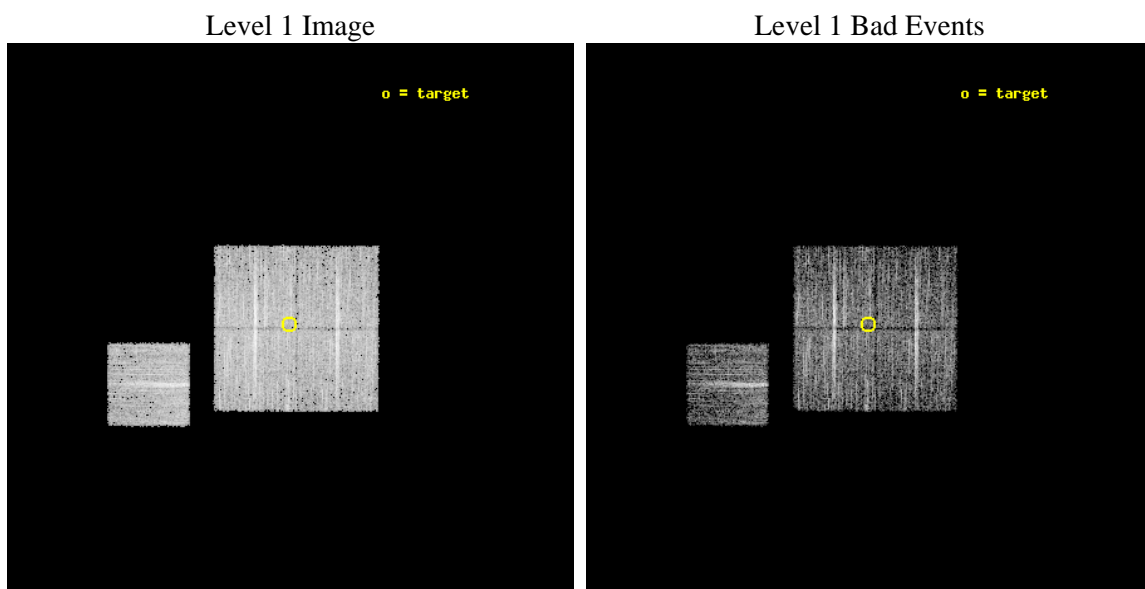 Level 1 Image
Level 1 Bad Events
o = target
o = target